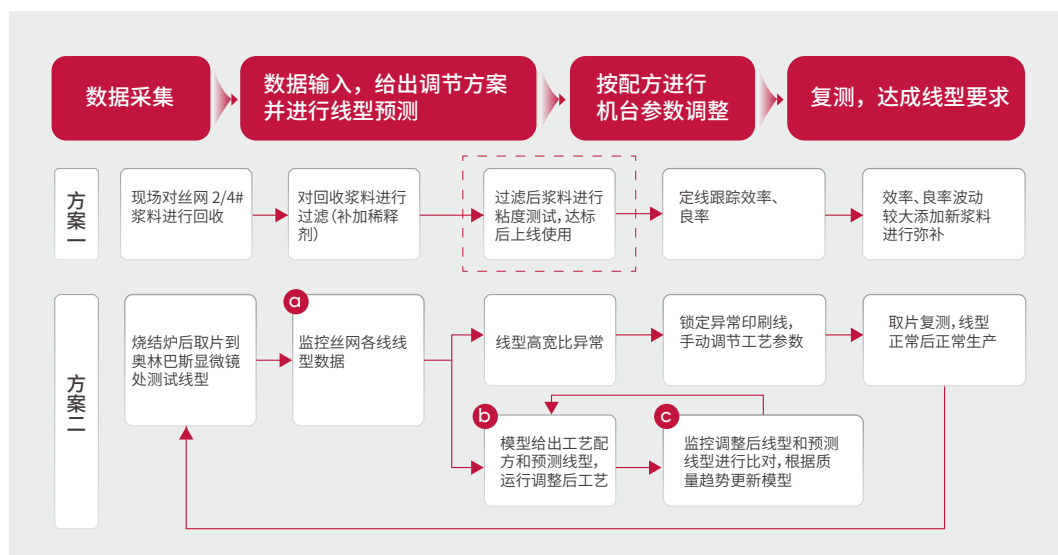 数据采集
数据输入，给出调节方案
并进行线型预测
按配方进行
机台参数调整
复测，达成线型要求
方案一
现场对丝网 2/4#
浆料进行回收
对回收浆料进行
过滤（补加稀释
剂）
过滤后浆料进行
粘度测试，达标
后上线使用
定线跟踪效率、
良率
效率、良率波动
较大添加新浆料
进行弥补
方案二
烧结炉后取片到
奥林巴斯显微镜
处测试线型
a
监控丝网各线线
型数据
线型高宽比异常
锁定异常印刷线，
手动调节工艺参数
取片复测，线型
正常后正常生产
b
模型给出工艺配
方和预测线型，
运行调整后工艺
c
监控调整后线型和预测
线型进行比对，根据质
量趋势更新模型